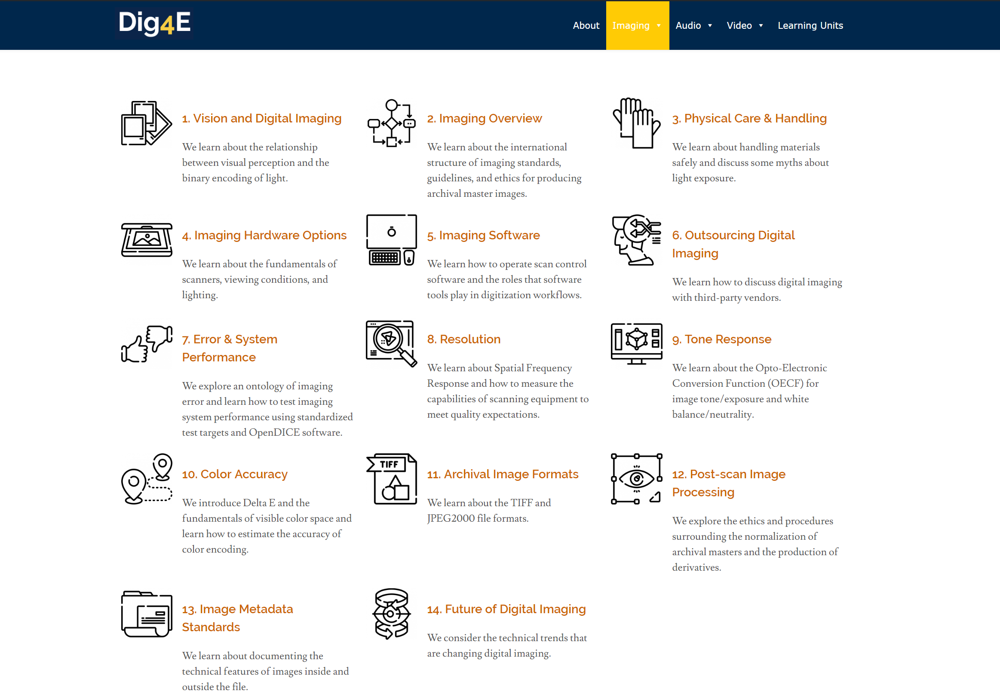 Dig4E
About Imaging Audio Video Learning Units
1. Vision and Digital Imaging
We learn about the relationship
between visual perception and the
binary encoding of light.
2. Imaging Overview
We learn about the international
structure of imaging standards,
guidelines, and ethics for producing
archival master images.
3. Physical Care & Handling
We learn about handling materials
safely and discuss some myths about
light exposure.
4. Imaging Hardware Options
We learn about the fundamentals of
scanners, viewing conditions, and
lighting.
5. Imaging Software
We learn how to operate scan control
software and the roles that software
tools play in digitization workflows.
6. Outsourcing Digital
Imaging
We learn how to discuss digital imaging
with third-party vendors.
7. Error & System
Performance
We explore an ontology of imaging
error and learn how to test imaging
system performance using standardized
test targets and OpenDICE software.
8. Resolution
We learn about Spatial Frequency
Response and how to measure the
capabilities of scanning equipment to
meet quality expectations.
9. Tone Response
We learn about the Opto-Electronic
Conversion Function (OECF) for
image tone/exposure and white
balance/neutrality.
10. Color Accuracy
We introduce Delta E and the
fundamentals of visible color space and
learn how to estimate the accuracy of
color encoding.
TIFF
11. Archival Image Formats
We learn about the TIFF and
JPEG2000 file formats.
12. Post-scan Image
Processing
We explore the ethics and procedures
surrounding the normalization of
archival masters and the production of
derivatives.
13. Image Metadata
Standards
We learn about documenting the
technical features of images inside and
outside the file.
14. Future of Digital Imaging
We consider the technical trends that
are changing digital imaging.